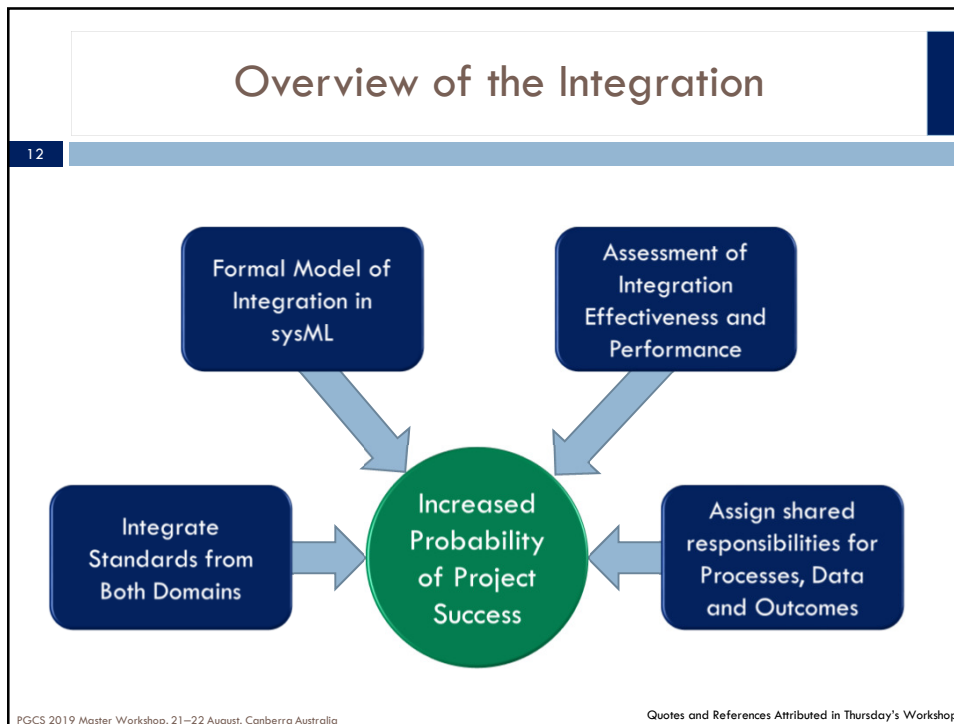 Overview of the Integration
12
Formal Model of
Integration in
sysML
Assessment of
Integration
Effectiveness and
Performance
Integrate
Standards from
Both Domains
Increased
Probability
of Project
Success
Assign shared
responsibilities for
Processes, Data
and Outcomes
PGCS 2019 Master Workshop, 21–22 August, Canberra Australia
Quotes and References Attributed in Thursday's Workshop